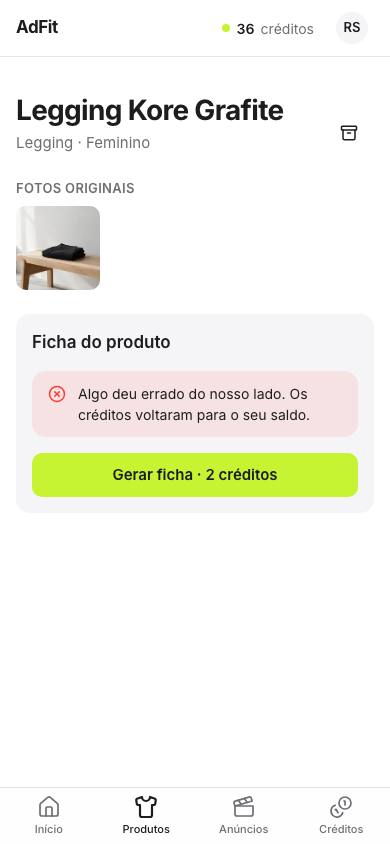 AdFit
36 créditos
RS
Legging Kore Grafite
Legging · Feminino
FOTOS ORIGINAIS
Ficha do produto
Algo deu errado do nosso lado. Os
créditos voltaram para o seu saldo.
Gerar ficha · 2 créditos
Início
Produtos
Anúncios
Créditos